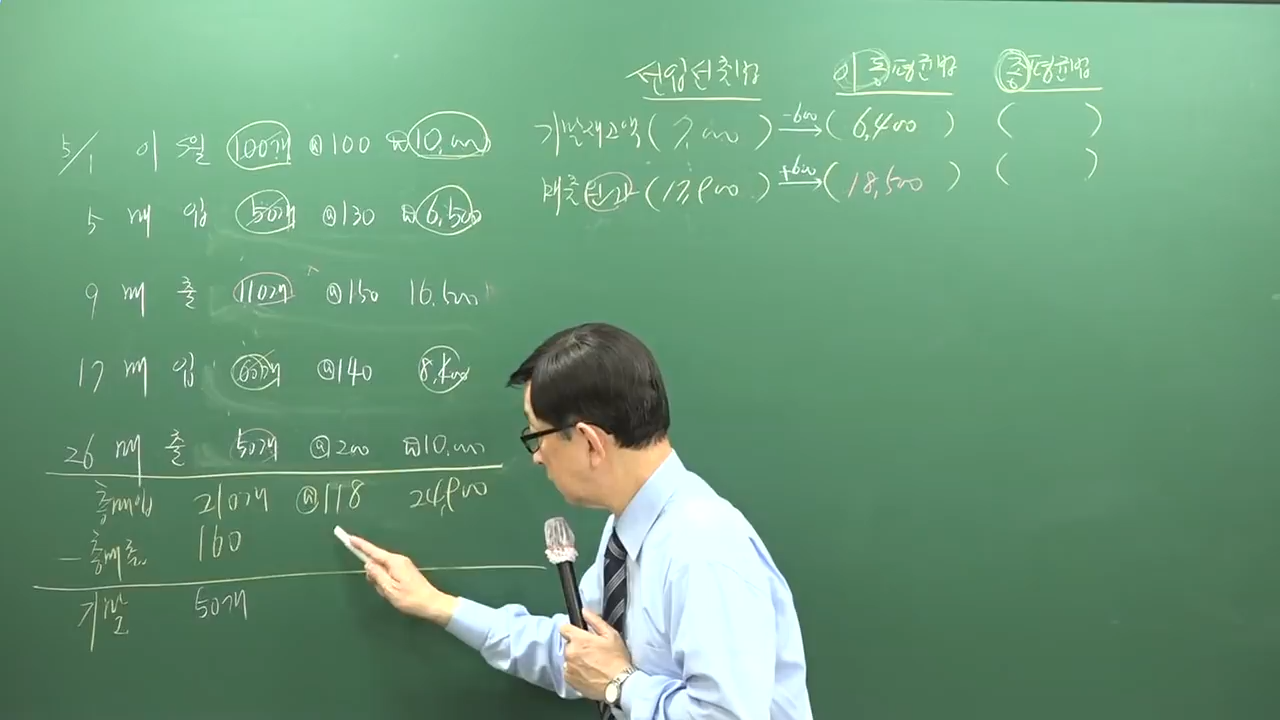 선입선출법 이동평균법 총평균법
기말재고액 (7,000) -600 (6,400) ( )
매출원가 (17,900) +600 (18,500) ( )
5/1 이월 100개 @100 ₩10,000
5 매입 50개 @130 ₩6,500
9 매출 110개 @150 16,500
17 매입 60개 @140 8,400
26 매출 50개 @200 ₩10,000
총매입 210개 @118 24,900
- 총매출 160
기말 50개